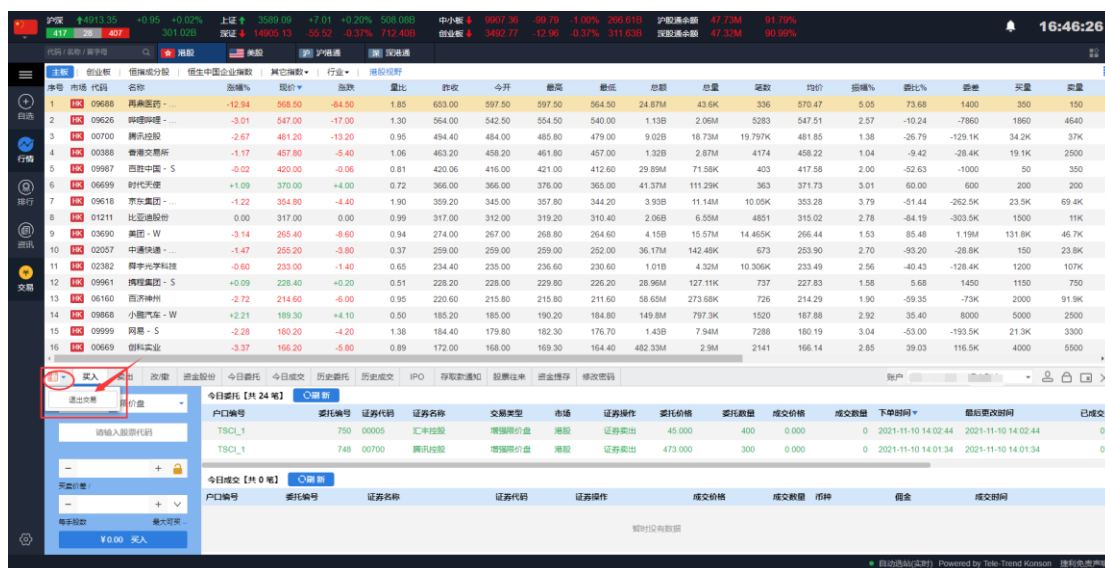 沪深 4913.35 +0.95 +0.02% 上证 3589.09 +7.01 +0.20% 508.08B 中小板 9907.36 -99.79 -1.00% 266.61B 沪股通余额 47.73M 91.79%
417 28 407 301.02B 深证 14905.13 -55.52 -0.37% 712.40B 创业板 3492.77 -12.96 -0.37% 311.63B 深股通余额 47.32M 90.99%
16:46:26
代码 / 名称 / 首字母 港股 美股 沪 沪港通 深 深港通
主板 创业板 恒指成分股 恒生中国企业指数 其它指数 行业 港股视野
序号 市场 代码 名称 涨幅% 现价 涨跌 量比 昨收 今开 最高 最低 总额 总量 笔数 均价 振幅% 委比% 委差 买量 卖量
1 HK 09688 再鼎医药 - ... -12.94 568.50 -84.50 1.85 653.00 597.50 597.50 564.50 24.87M 43.6K 336 570.47 5.05 73.68 1400 350 150
2 HK 09626 哔哩哔哩 - ... -3.01 547.00 -17.00 1.30 564.00 542.50 554.50 540.00 1.13B 2.06M 5283 547.51 2.57 -10.24 -7860 1860 4640
3 HK 00700 腾讯控股 -2.67 481.20 -13.20 0.95 494.40 484.00 485.80 479.00 9.02B 18.73M 19.797K 481.85 1.38 -26.79 -129.1K 34.2K 37K
4 HK 00388 香港交易所 -1.17 457.80 -5.40 1.06 463.20 458.20 461.80 457.00 1.32B 2.87M 4174 458.22 1.04 -9.42 -28.4K 19.1K 2500
5 HK 09987 百胜中国 - S -0.02 420.00 -0.06 0.81 420.06 416.00 421.00 412.60 29.89M 71.58K 403 417.58 2.00 -52.63 -1000 50 350
6 HK 06699 时代天使 +1.09 370.00 +4.00 0.72 366.00 366.00 376.00 365.00 41.37M 111.29K 363 371.73 3.01 60.00 600 200 200
7 HK 09618 京东集团 - ... -1.22 354.80 -4.40 1.90 359.20 345.00 357.80 344.20 3.93B 11.14M 10.05K 353.28 3.79 -51.44 -262.5K 23.5K 69.4K
8 HK 01211 比亚迪股份 0.00 317.00 0.00 0.99 317.00 312.00 319.20 310.40 2.06B 6.55M 4851 315.02 2.78 -84.19 -303.5K 1500 11K
9 HK 03690 美团 - W -3.14 265.40 -8.60 0.94 274.00 267.00 268.80 264.60 4.15B 15.57M 14.465K 266.44 1.53 85.48 1.19M 131.8K 46.7K
10 HK 02057 中通快递 - ... -1.47 255.20 -3.80 0.37 259.00 259.00 259.00 252.00 36.17M 142.48K 673 253.90 2.70 -93.20 -28.8K 150 23.8K
11 HK 02382 舜宇光学科技 -0.60 233.00 -1.40 0.65 234.40 235.00 236.60 230.60 1.01B 4.32M 10.306K 233.49 2.56 -40.43 -128.4K 1200 107K
12 HK 09961 携程集团 - S +0.09 228.40 +0.20 0.51 228.20 228.00 229.80 226.20 28.96M 127.11K 737 227.83 1.58 5.68 1450 1150 750
13 HK 06160 百济神州 -2.72 214.60 -6.00 0.95 220.60 215.80 215.80 211.60 58.65M 273.68K 726 214.29 1.90 -59.35 -73K 2000 91.9K
14 HK 09868 小鹏汽车 - W +2.21 189.30 +4.10 0.50 185.20 185.00 190.20 184.80 149.8M 797.3K 1520 187.88 2.92 35.40 8000 5000 2500
15 HK 09999 网易 - S -2.28 180.20 -4.20 1.38 184.40 179.80 182.30 176.70 1.43B 7.94M 7288 180.19 3.04 -53.00 -193.5K 21.3K 3300
16 HK 00669 创科实业 -3.37 166.20 -5.80 0.89 172.00 168.00 169.30 164.40 482.33M 2.9M 2141 166.14 2.85 39.03 116.5K 4000 5500
自选
行情
排行
资讯
交易
买入 卖出 改/撤 资金股份 今日委托 今日成交 历史委托 历史成交 IPO 存取款通知 股票往来 资金提存 修改密码 账户
退出交易
限价盘
请输入股票代码
− +
买卖价差 /
− +
每手股数 最大可买 ...
¥0.00 买入
今日委托【共 24 笔】 刷新
户口编号 委托编号 证券代码 证券名称 交易类型 市场 证券操作 委托价格 委托数量 成交价格 成交数量 下单时间 最后更改时间 已成交
TSCI_1 750 00005 汇丰控股 增强限价盘 港股 证券卖出 45.000 400 0.000 0 2021-11-10 14:02:44 2021-11-10 14:02:44 0
TSCI_1 748 00700 腾讯控股 增强限价盘 港股 证券卖出 473.000 300 0.000 0 2021-11-10 14:01:34 2021-11-10 14:01:34 0
今日成交【共 0 笔】 刷新
户口编号 委托编号 证券名称 证券代码 证券操作 成交价格 成交数量 币种 佣金 成交时间
暂时没有数据
自动选站(实时) Powered by Tele-Trend Konson 捷利免责声明